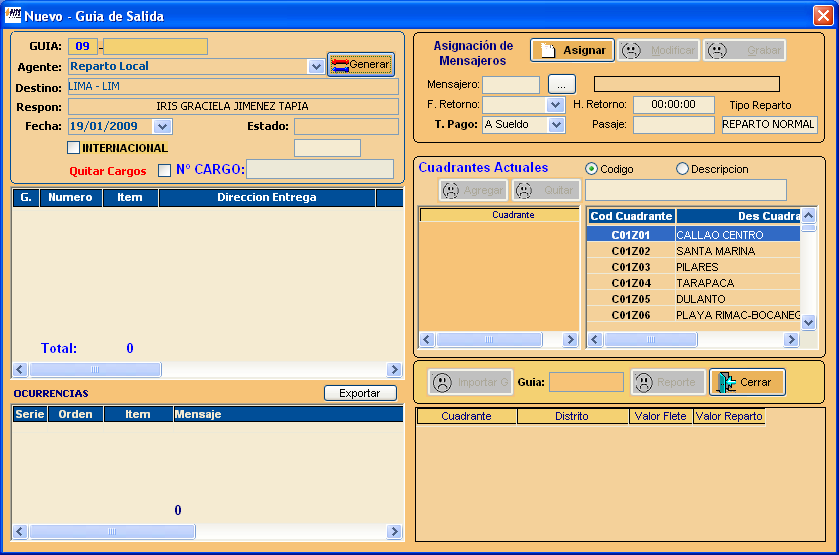 Nuevo - Guia de Salida
GUIA: 09 -
Agente: Reparto Local Generar
Destino: LIMA - LIM
Respon: IRIS GRACIELA JIMENEZ TAPIA
Fecha: 19/01/2009 Estado:
INTERNACIONAL
Quitar Cargos Nº CARGO:
G. Numero Item Direccion Entrega
Total: 0
OCURRENCIAS Exportar
Serie Orden Item Mensaje
0
Asignación de Mensajeros Asignar Modificar Grabar
Mensajero: ...
F. Retorno: H. Retorno: 00:00:00 Tipo Reparto
T. Pago: A Sueldo Pasaje: REPARTO NORMAL
Cuadrantes Actuales Codigo Descripcion
Agregar Quitar
Cuadrante
Cod Cuadrante Des Cuadra
C01Z01 CALLAO CENTRO
C01Z02 SANTA MARINA
C01Z03 PILARES
C01Z04 TARAPACA
C01Z05 DULANTO
C01Z06 PLAYA RIMAC-BOCANEG
Importar G Guia: Reporte Cerrar
Cuadrante Distrito Valor Flete Valor Reparto